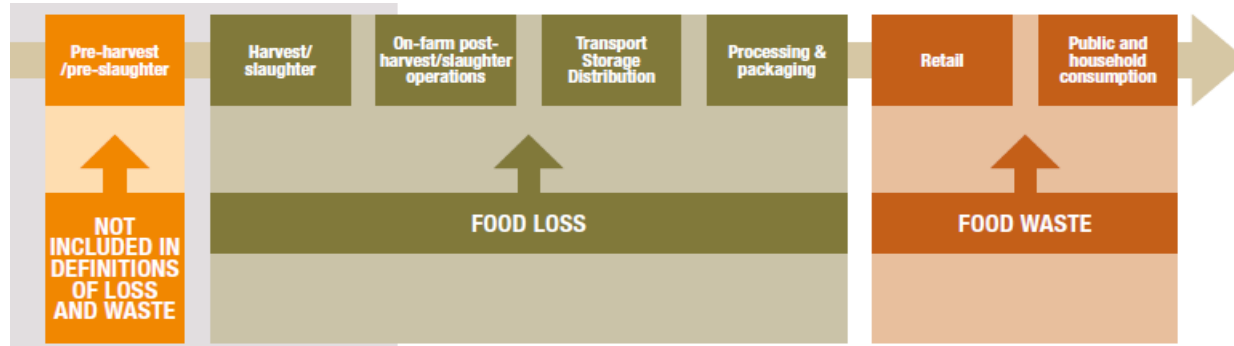 Pre-harvest
/pre-slaughter
Harvest/
slaughter
On-farm post-
harvest/slaughter
operations
Transport
Storage
Distribution
Processing &
packaging
Retail
Public and
household
consumption
NOT
INCLUDED IN
DEFINITIONS
OF LOSS
AND WASTE
FOOD LOSS
FOOD WASTE